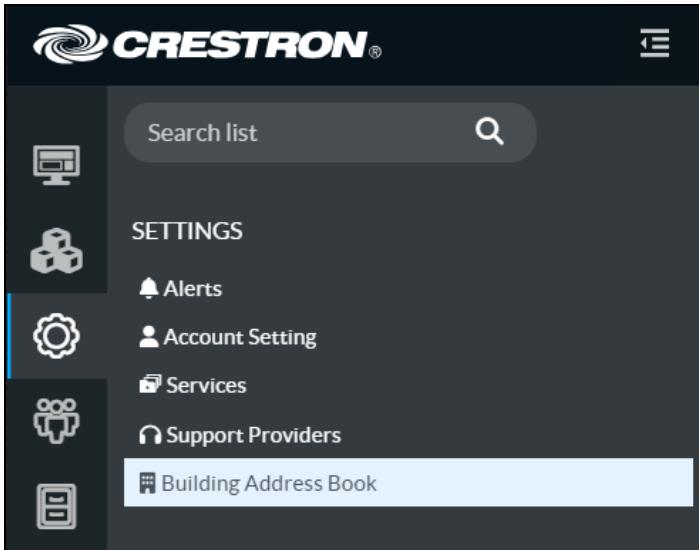 CRESTRON®
Search list
SETTINGS
Alerts
Account Setting
Services
Support Providers
Building Address Book